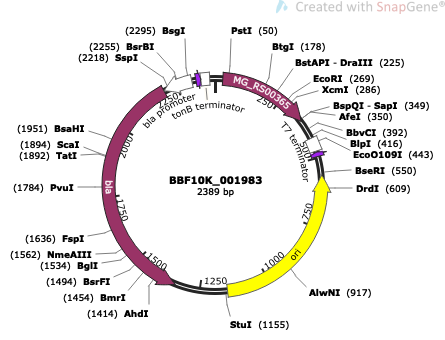 Created with SnapGene®
(2295) BsgI
(2255) BsrBI
(2218) SspI
PstI (50)
BtgI (178)
BstAPI - DraIII (225)
EcoRI (269)
XcmI (286)
BspQI - SapI (349)
AfeI (350)
BbvCI (392)
BlpI (416)
EcoO109I (443)
BseRI (550)
DrdI (609)
AlwNI (917)
StuI (1155)
(1951) BsaHI
(1894) ScaI
(1892) TatI
(1784) PvuI
(1636) FspI
(1562) NmeAIII
(1534) BglI
(1494) BsrFI
(1454) BmrI
(1414) AhdI
bla promoter
tonB terminator
MG_RS00365
T7 terminator
bla
ori
BBF10K_001983
2389 bp
250
500
750
1000
1250
1500
1750
2000
2250